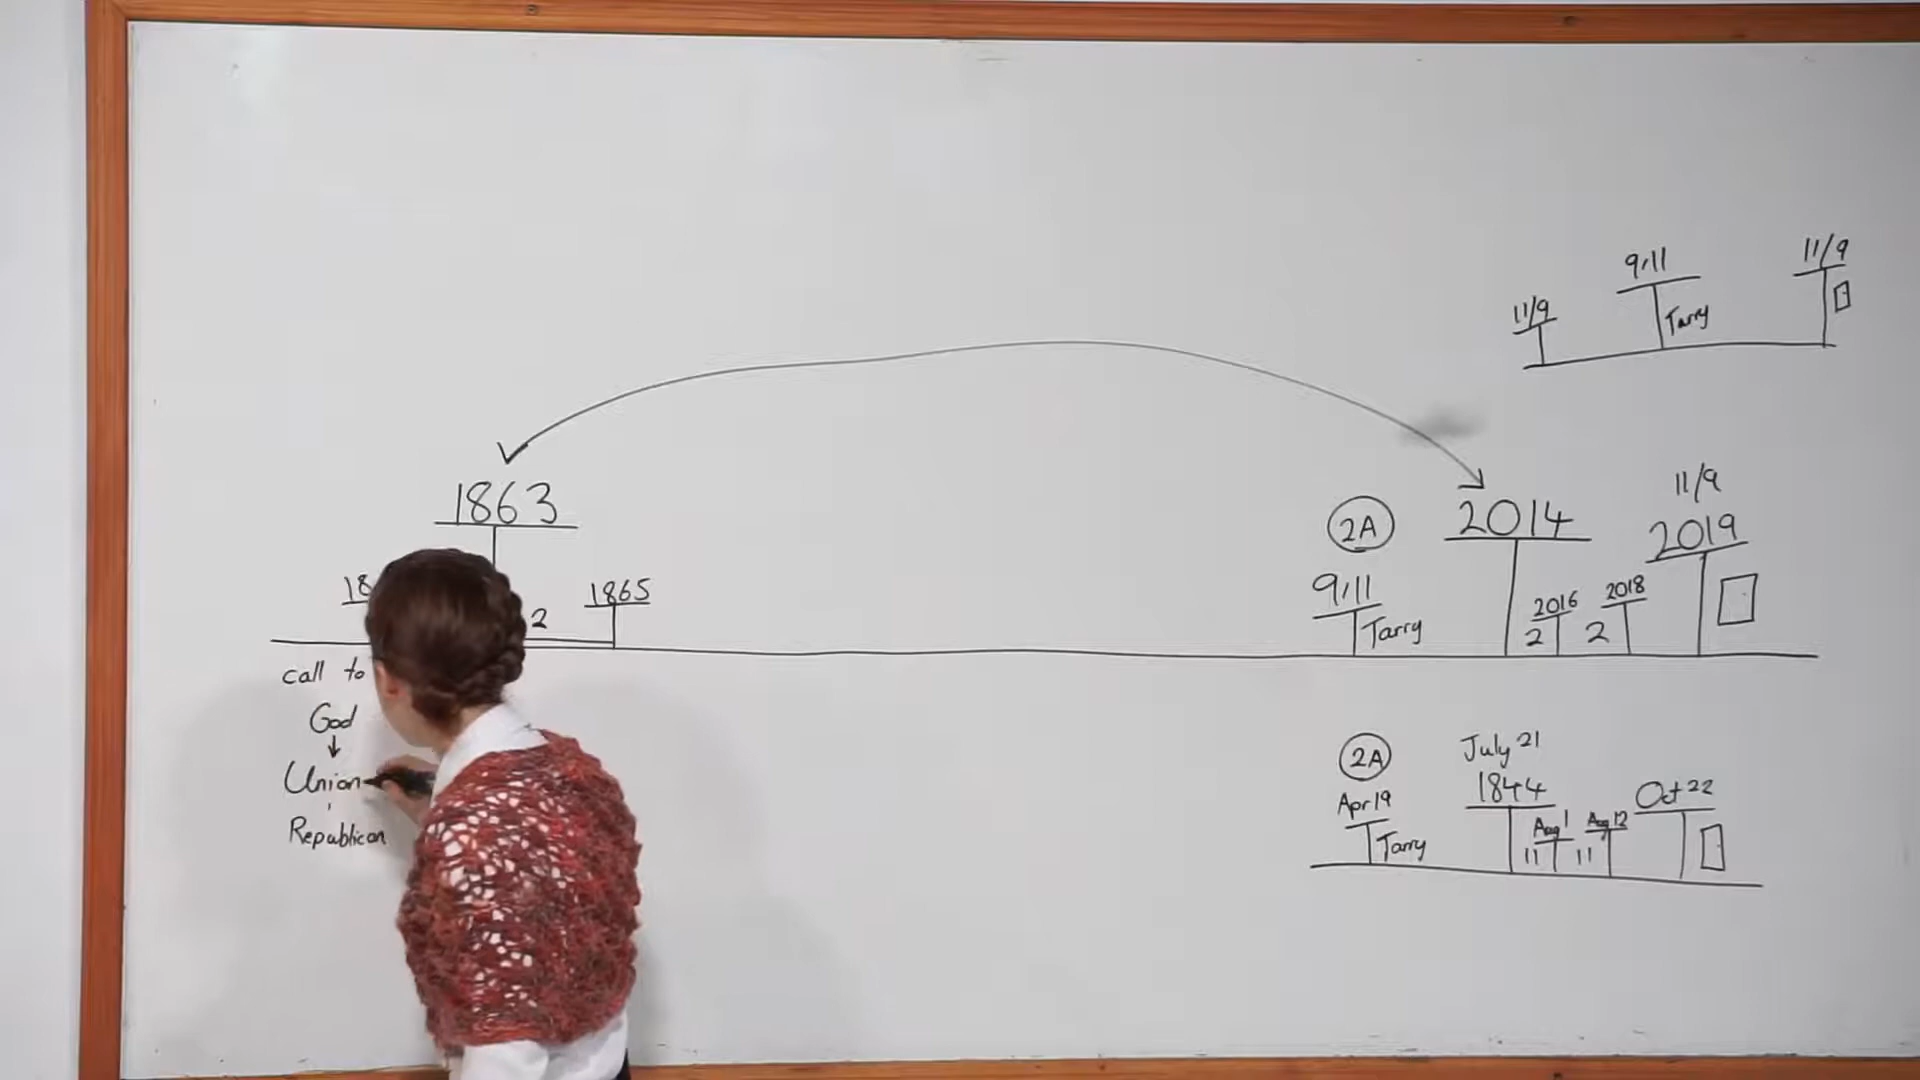 11/9
9/11
11/9
Tarry
1863
18
2
1865
call to
God
Union
Republican
2A
2014
11/9
2019
9/11
Tarry
2016
2
2018
2
2A
July 21
1844
Apr 19
Tarry
Aug 1
11
Aug 12
11
Oct 22